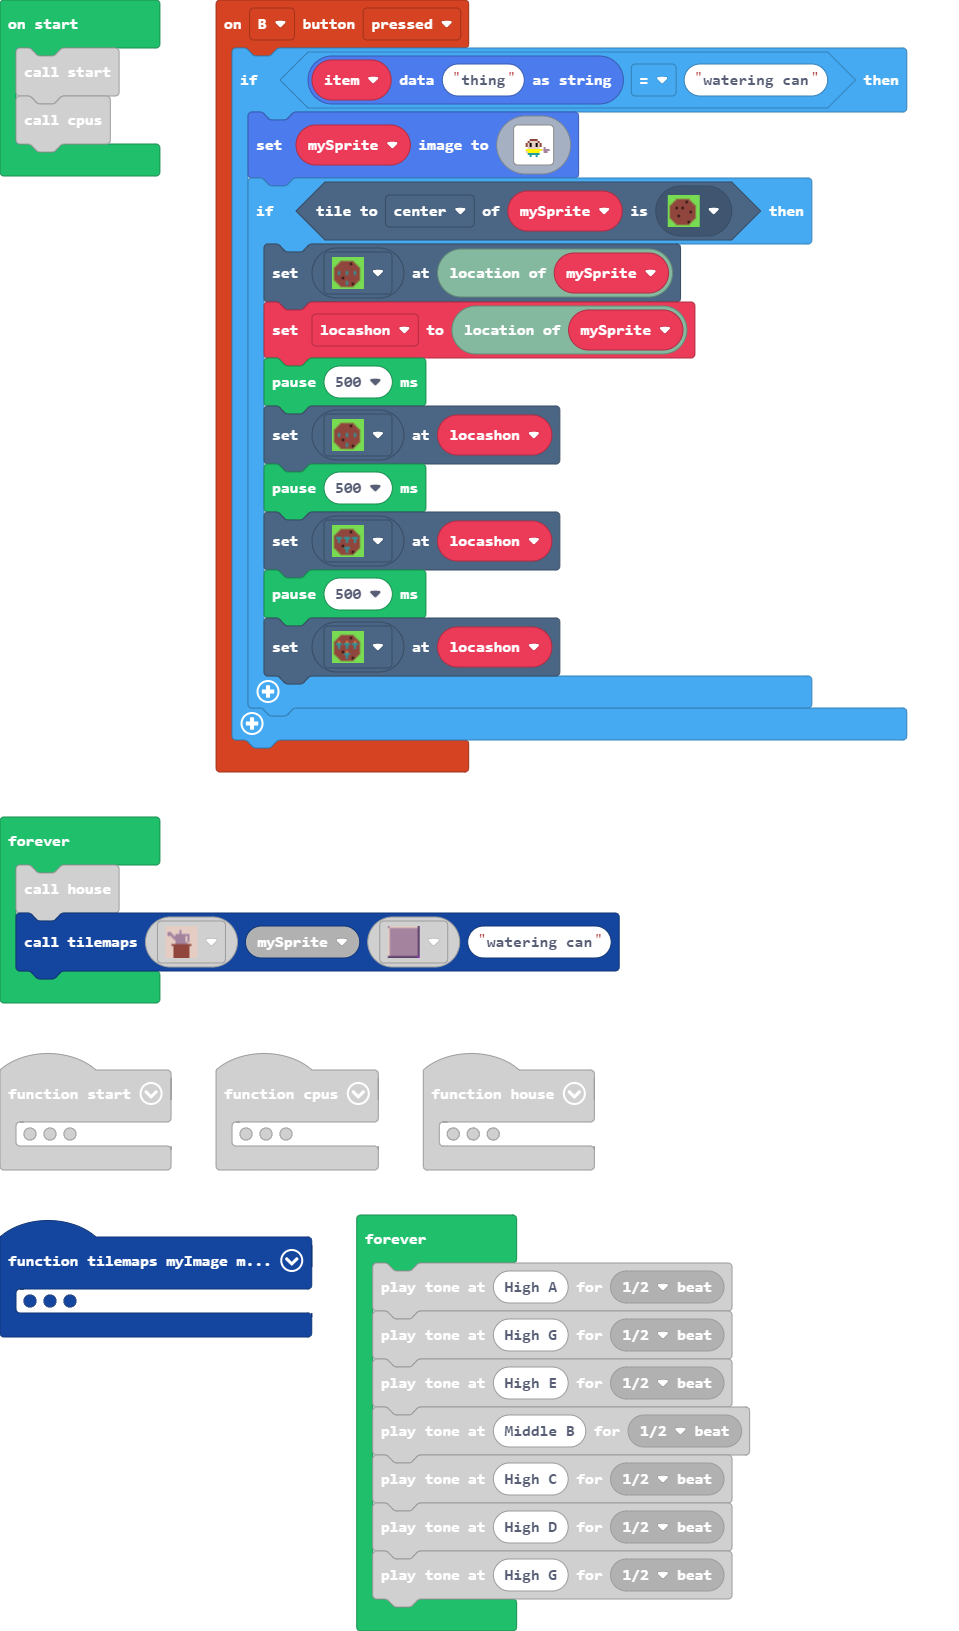 on start
call start
call cpus
on B button pressed
if item data "thing" as string = "watering can" then
set mySprite image to
if tile to center of mySprite is then
set at location of mySprite
set locashon to location of mySprite
pause 500 ms
set at locashon
pause 500 ms
set at locashon
pause 500 ms
set at locashon
forever
call house
call tilemaps mySprite "watering can"
function start
function cpus
function house
function tilemaps myImage m...
forever
play tone at High A for 1/2 beat
play tone at High G for 1/2 beat
play tone at High E for 1/2 beat
play tone at Middle B for 1/2 beat
play tone at High C for 1/2 beat
play tone at High D for 1/2 beat
play tone at High G for 1/2 beat